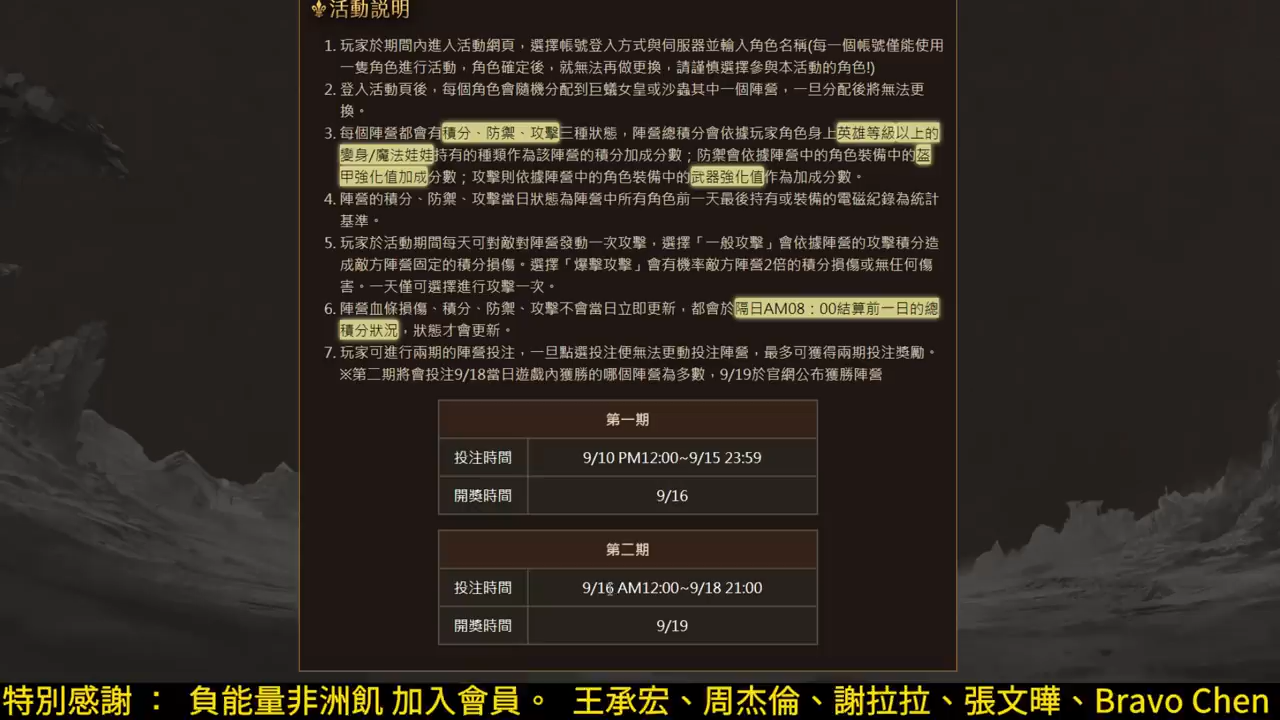 活動說明
1. 玩家於期間內進入活動網頁，選擇帳號登入方式與伺服器並輸入角色名稱(每一個帳號僅能使用
一隻角色進行活動，角色確定後，就無法再做更換，請謹慎選擇參與本活動的角色!)
2. 登入活動頁後，每個角色會隨機分配到巨蟻女皇或沙蟲其中一個陣營，一旦分配後將無法更
換。
3. 每個陣營都會有積分、防禦、攻擊三種狀態，陣營總積分會依據玩家角色身上英雄等級以上的
變身/魔法娃娃持有的種類作為該陣營的積分加成分數；防禦會依據陣營中的角色裝備中的盔
甲強化值加成分數；攻擊則依據陣營中的角色裝備中的武器強化值作為加成分數。
4. 陣營的積分、防禦、攻擊當日狀態為陣營中所有角色前一天最後持有或裝備的電磁紀錄為統計
基準。
5. 玩家於活動期間每天可對敵對陣營發動一次攻擊，選擇「一般攻擊」會依據陣營的攻擊積分造
成敵方陣營固定的積分損傷。選擇「爆擊攻擊」會有機率敵方陣營2倍的積分損傷或無任何傷
害。一天僅可選擇進行攻擊一次。
6. 陣營血條損傷、積分、防禦、攻擊不會當日立即更新，都會於隔日AM08：00結算前一日的總
積分狀況，狀態才會更新。
7. 玩家可進行兩期的陣營投注，一旦點選投注便無法更動投注陣營，最多可獲得兩期投注獎勵。
※第二期將會投注9/18當日遊戲內獲勝的哪個陣營為多數，9/19於官網公布獲勝陣營
第一期
投注時間 9/10 PM12:00~9/15 23:59
開獎時間 9/16
第二期
投注時間 9/16 AM12:00~9/18 21:00
開獎時間 9/19
特別感謝 ： 負能量非洲飢 加入會員。 王承宏、周杰倫、謝拉拉、張文曄、Bravo Chen